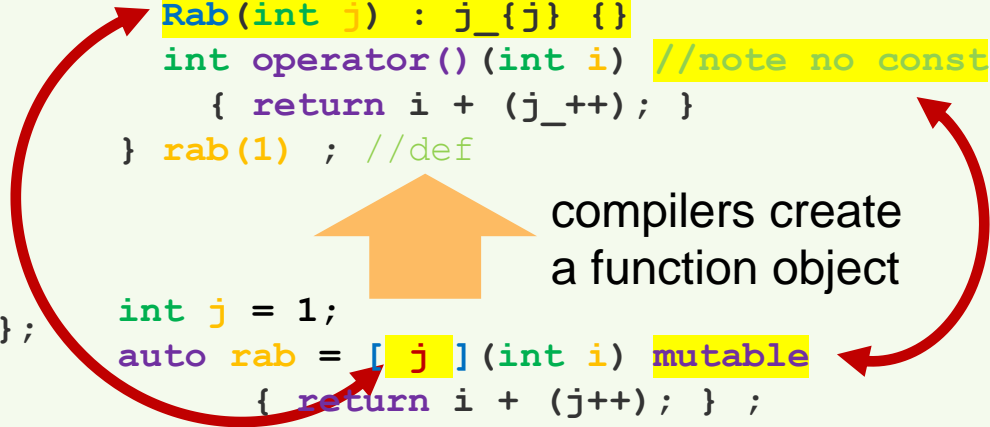 Rab(int j) : j_{j} {}
int operator()(int i) //note no const
{ return i + (j_++); }
} rab(1) ; //def
compilers create
a function object
int j = 1;
};
auto rab = [ j ](int i) mutable
{ return i + (j++); } ;